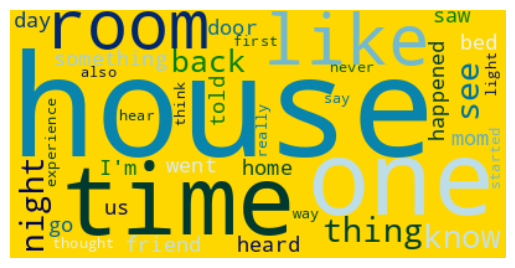 day
room
door
like
saw
something
first
bed
also
back
never
light
house
hear
told
think
say
see
happened
experience
really
mom
started
night
I'm
went
home
one
time
us
go
way
thing
know
thought
friend
heard